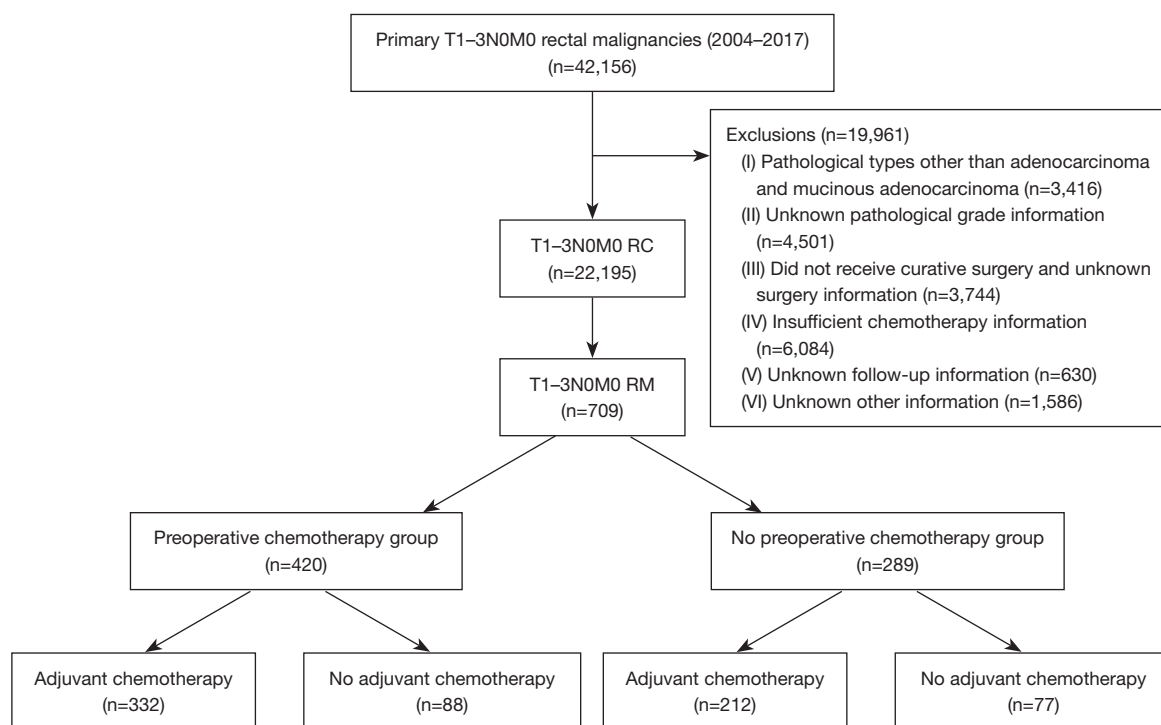 Primary T1–3N0M0 rectal malignancies (2004–2017)
(n=42,156)
Exclusions (n=19,961)
(I) Pathological types other than adenocarcinoma
and mucinous adenocarcinoma (n=3,416)
(II) Unknown pathological grade information
(n=4,501)
(III) Did not receive curative surgery and unknown
surgery information (n=3,744)
(IV) Insufficient chemotherapy information
(n=6,084)
(V) Unknown follow-up information (n=630)
(VI) Unknown other information (n=1,586)
T1–3N0M0 RC
(n=22,195)
T1–3N0M0 RM
(n=709)
Preoperative chemotherapy group
(n=420)
No preoperative chemotherapy group
(n=289)
Adjuvant chemotherapy
(n=332)
No adjuvant chemotherapy
(n=88)
Adjuvant chemotherapy
(n=212)
No adjuvant chemotherapy
(n=77)